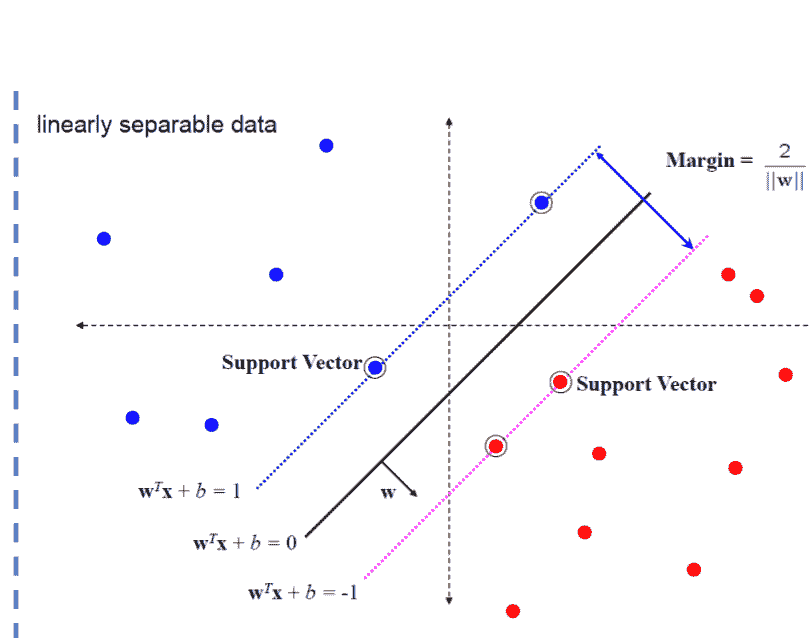 linearly separable data
Margin = 2 / ||w||
Support Vector
Support Vector
wᵀx + b = 1
w
wᵀx + b = 0
wᵀx + b = -1